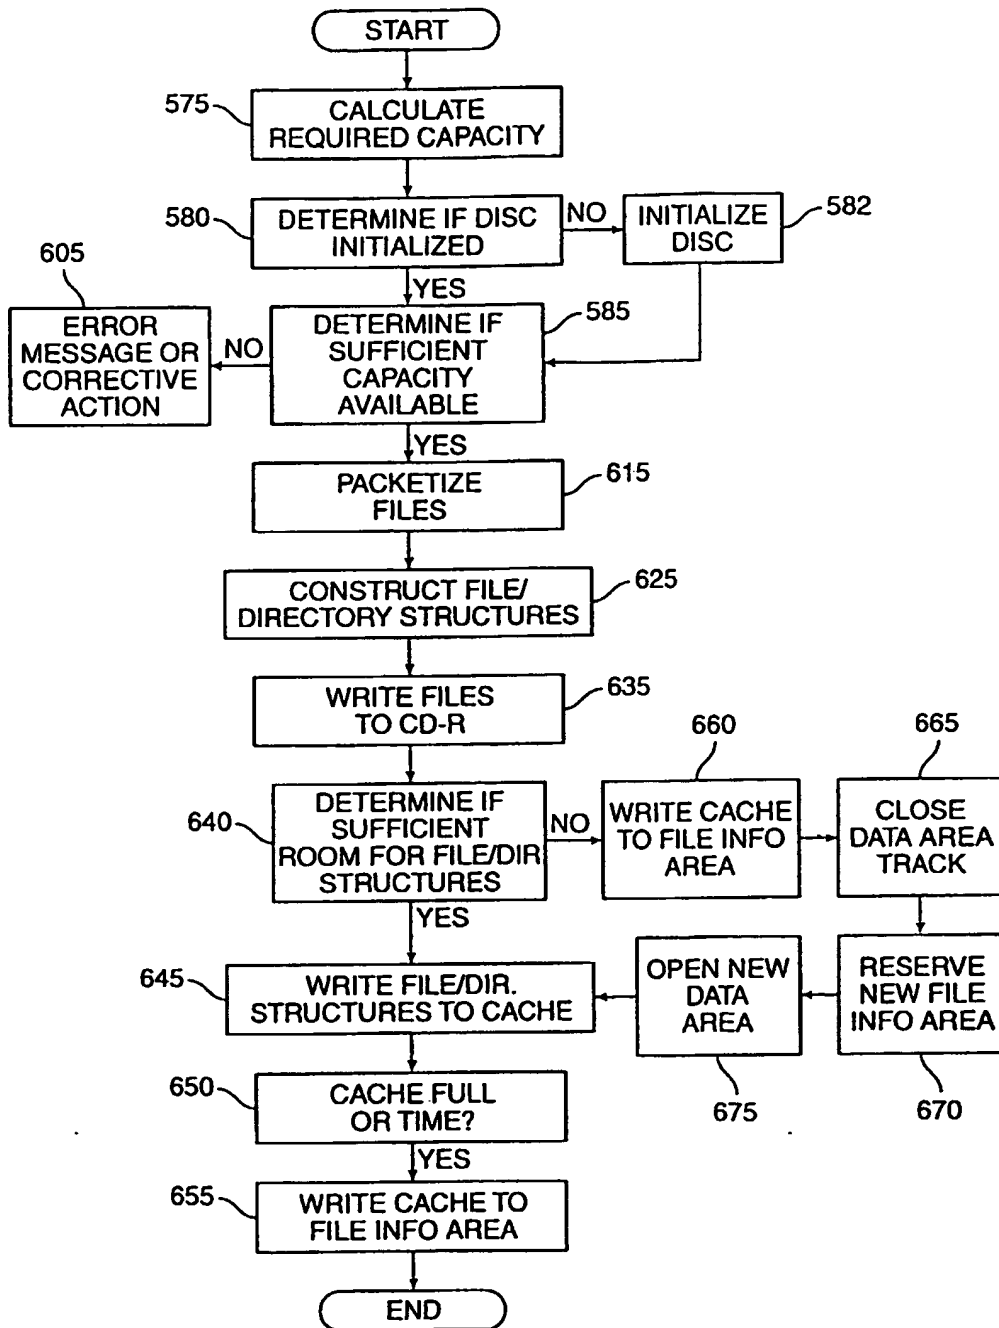 START
575
CALCULATE
REQUIRED CAPACITY
580
DETERMINE IF DISC
INITIALIZED
NO
INITIALIZE
DISC
582
YES
605
ERROR
MESSAGE OR
CORRECTIVE
ACTION
NO
DETERMINE IF
SUFFICIENT
CAPACITY
AVAILABLE
585
YES
PACKETIZE
FILES
615
CONSTRUCT FILE/
DIRECTORY STRUCTURES
625
WRITE FILES
TO CD-R
635
640
DETERMINE IF
SUFFICIENT
ROOM FOR FILE/DIR
STRUCTURES
NO
660
WRITE CACHE
TO FILE INFO
AREA
665
CLOSE
DATA AREA
TRACK
YES
645
WRITE FILE/DIR.
STRUCTURES TO CACHE
OPEN NEW
DATA
AREA
675
RESERVE
NEW FILE
INFO AREA
670
650
CACHE FULL
OR TIME?
YES
655
WRITE CACHE TO
FILE INFO AREA
END